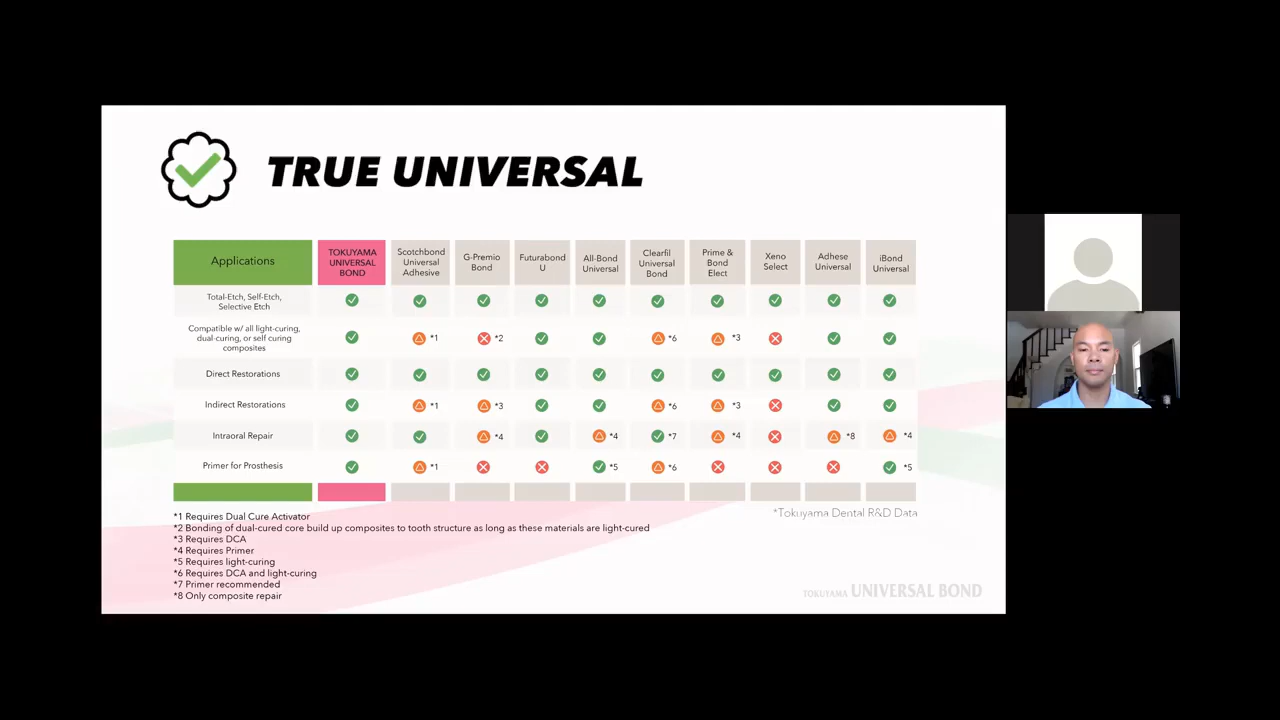 TRUE UNIVERSAL
Applications
TOKUYAMA
UNIVERSAL
BOND
Scotchbond
Universal
Adhesive
G-Premio
Bond
Futurabond
U
All-Bond
Universal
Clearfil
Universal
Bond
Prime &
Bond
Elect
Xeno
Select
Adhese
Universal
iBond
Universal
Total-Etch, Self-Etch,
Selective Etch
Compatible w/ all light-curing,
dual-curing, or self curing
composites
*1 *2 *6 *3
Direct Restorations
Indirect Restorations
*1 *3 *6 *3
Intraoral Repair
*4 *4 *7 *4 *8 *4
Primer for Prosthesis
*1 *5 *6 *5
*Tokuyama Dental R&D Data
*1 Requires Dual Cure Activator
*2 Bonding of dual-cured core build up composites to tooth structure as long as these materials are light-cured
*3 Requires DCA
*4 Requires Primer
*5 Requires light-curing
*6 Requires DCA and light-curing
*7 Primer recommended
*8 Only composite repair
TOKUYAMA UNIVERSAL BOND